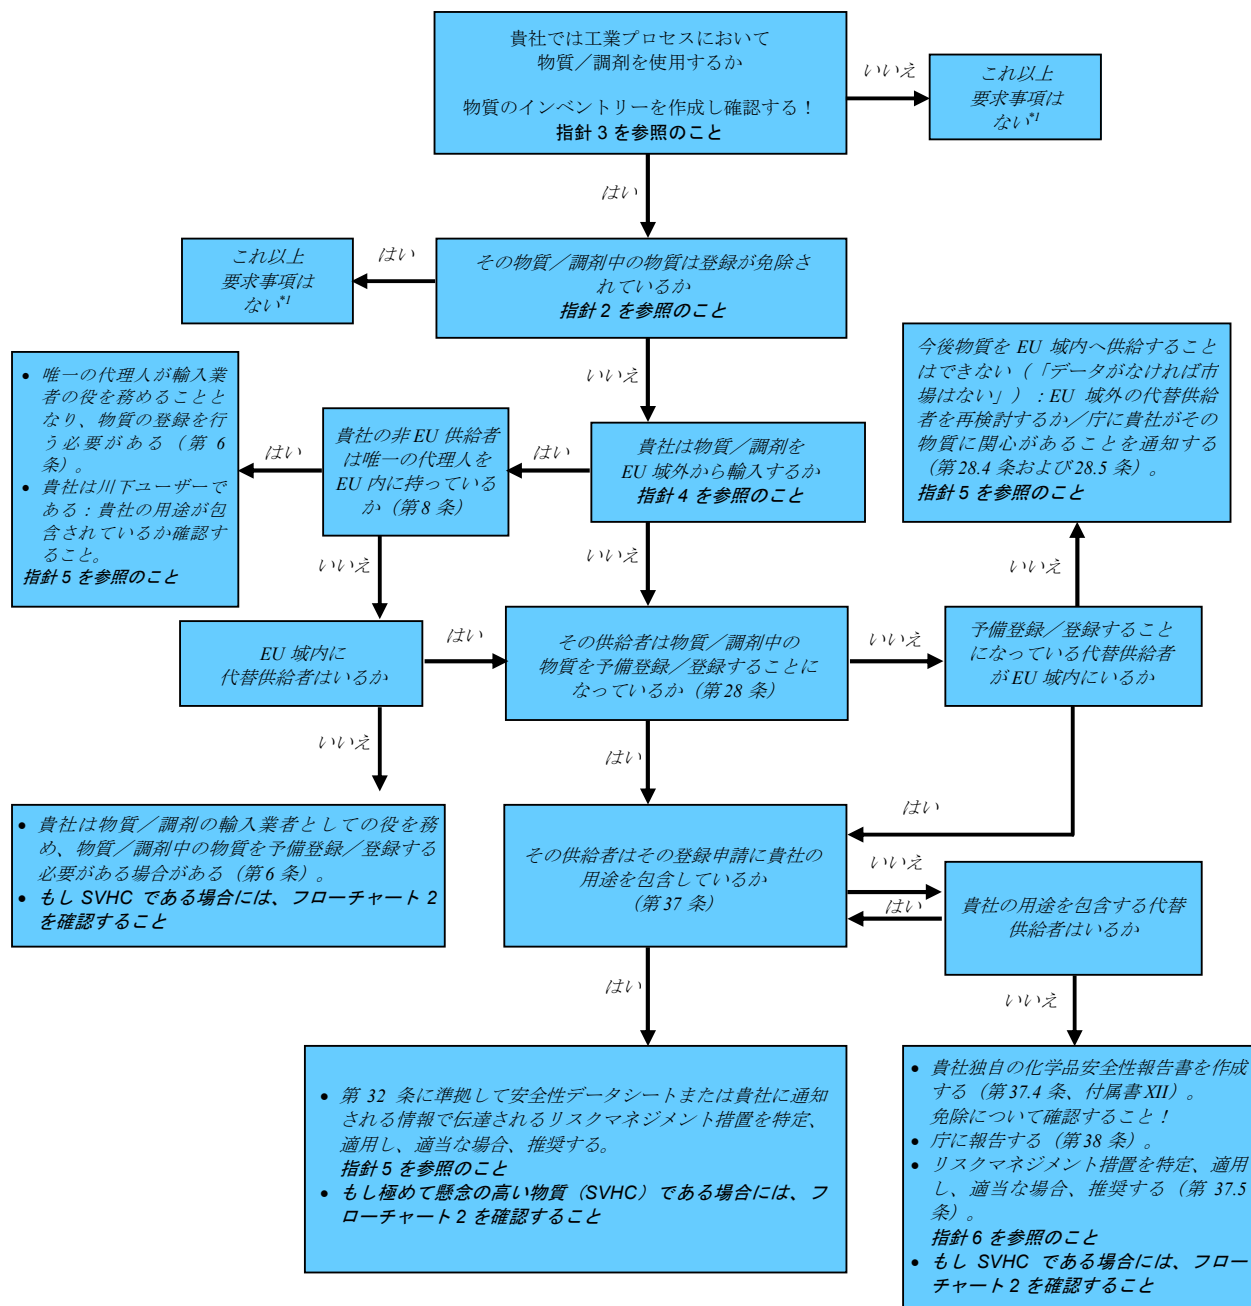 貴社では工業プロセスにおいて
物質／調剤を使用するか
物質のインベントリーを作成し確認する！
指針 3 を参照のこと
いいえ
これ以上
要求事項は
ない*1
はい
これ以上
要求事項は
ない*1
はい
その物質／調剤中の物質は登録が免除さ
れているか
指針 2 を参照のこと
いいえ
今後物質を EU 域内へ供給すること
はできない（「データがなければ市
場はない」）：EU 域外の代替供給
者を再検討するか／庁に貴社がその
物質に関心があることを通知する
（第 28.4 条および 28.5 条）。
指針 5 を参照のこと
• 唯一の代理人が輸入業
者の役を務めることと
なり、物質の登録を行
う必要がある（第 6
条）。
• 貴社は川下ユーザーで
ある：貴社の用途が包
含されているか確認す
ること。
指針 5 を参照のこと
はい
貴社の非 EU 供給者
は唯一の代理人を
EU 内に持っている
か（第 8 条）
はい
貴社は物質／調剤を
EU 域外から輸入するか
指針 4 を参照のこと
いいえ
いいえ
いいえ
EU 域内に
代替供給者はいるか
はい
その供給者は物質／調剤中の
物質を予備登録／登録することに
なっているか（第 28 条）
いいえ
予備登録／登録すること
になっている代替供給者
が EU 域内にいるか
いいえ
はい
はい
• 貴社は物質／調剤の輸入業者としての役を務
め、物質／調剤中の物質を予備登録／登録する
必要がある場合がある（第 6 条）。
• もし SVHC である場合には、フローチャート 2
を確認すること
その供給者はその登録申請に貴社の
用途を包含しているか
（第 37 条）
いいえ
はい
貴社の用途を包含する代替
供給者はいるか
はい
いいえ
• 第 32 条に準拠して安全性データシートまたは貴社に通知
される情報で伝達されるリスクマネジメント措置を特定、
適用し、適当な場合、推奨する。
指針 5 を参照のこと
• もし極めて懸念の高い物質（SVHC）である場合には、フ
ローチャート 2 を確認すること
• 貴社独自の化学品安全性報告書を作成
する（第 37.4 条、付属書 XII）。
免除について確認すること！
• 庁に報告する（第 38 条）。
• リスクマネジメント措置を特定、適用
し、適当な場合、推奨する（第 37.5
条）。
指針 6 を参照のこと
• もし SVHC である場合には、フロー
チャート 2 を確認すること